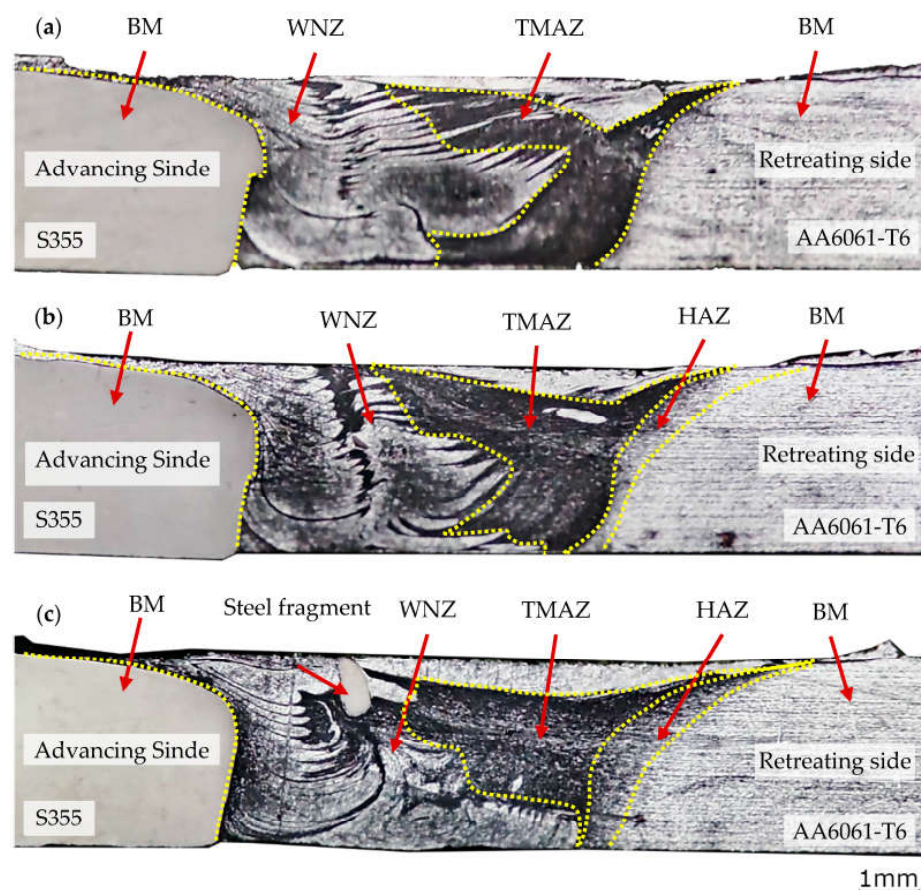 (a) BM WNZ TMAZ BM
Advancing Sinde Retreating side
S355 AA6061-T6
(b) BM WNZ TMAZ HAZ BM
Advancing Sinde Retreating side
S355 AA6061-T6
(c) BM Steel fragment WNZ TMAZ HAZ BM
Advancing Sinde Retreating side
S355 AA6061-T6
1mm